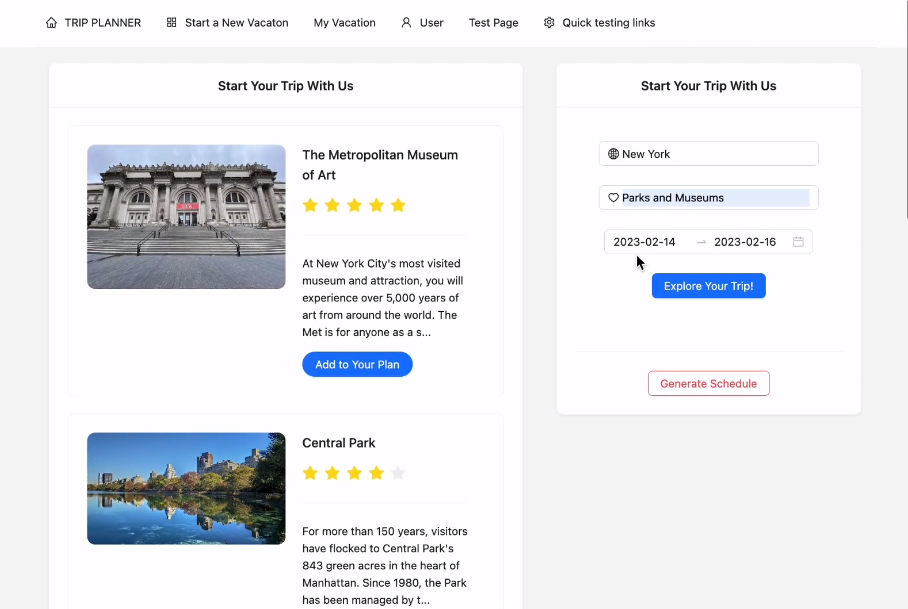 TRIP PLANNER
Start a New Vacaton
My Vacation
User
Test Page
Quick testing links
Start Your Trip With Us
The Metropolitan Museum
of Art
At New York City's most visited
museum and attraction, you will
experience over 5,000 years of
art from around the world. The
Met is for anyone as a s...
Add to Your Plan
Central Park
For more than 150 years, visitors
have flocked to Central Park's
843 green acres in the heart of
Manhattan. Since 1980, the Park
has been managed by t...
Start Your Trip With Us
New York
Parks and Museums
2023-02-14 → 2023-02-16
Explore Your Trip!
Generate Schedule